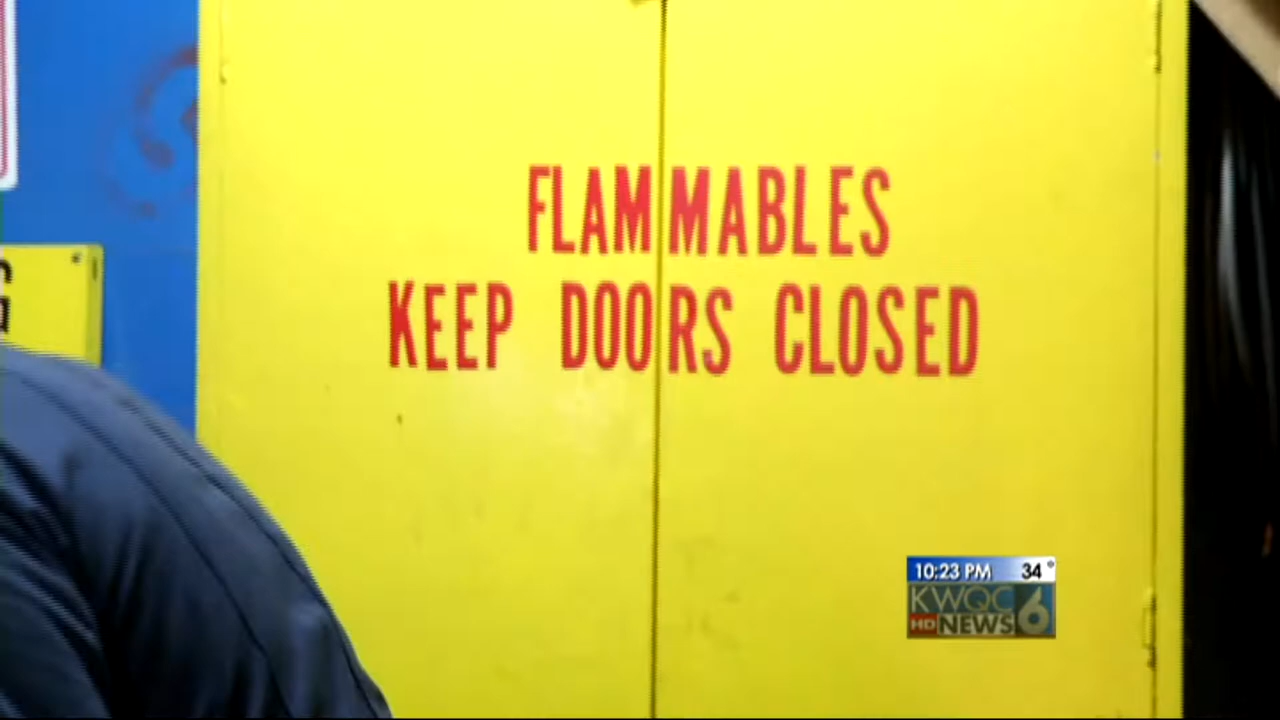 FLAMMABLES
KEEP DOORS CLOSED
10:23 PM 34°
KWQC 6
HD NEWS